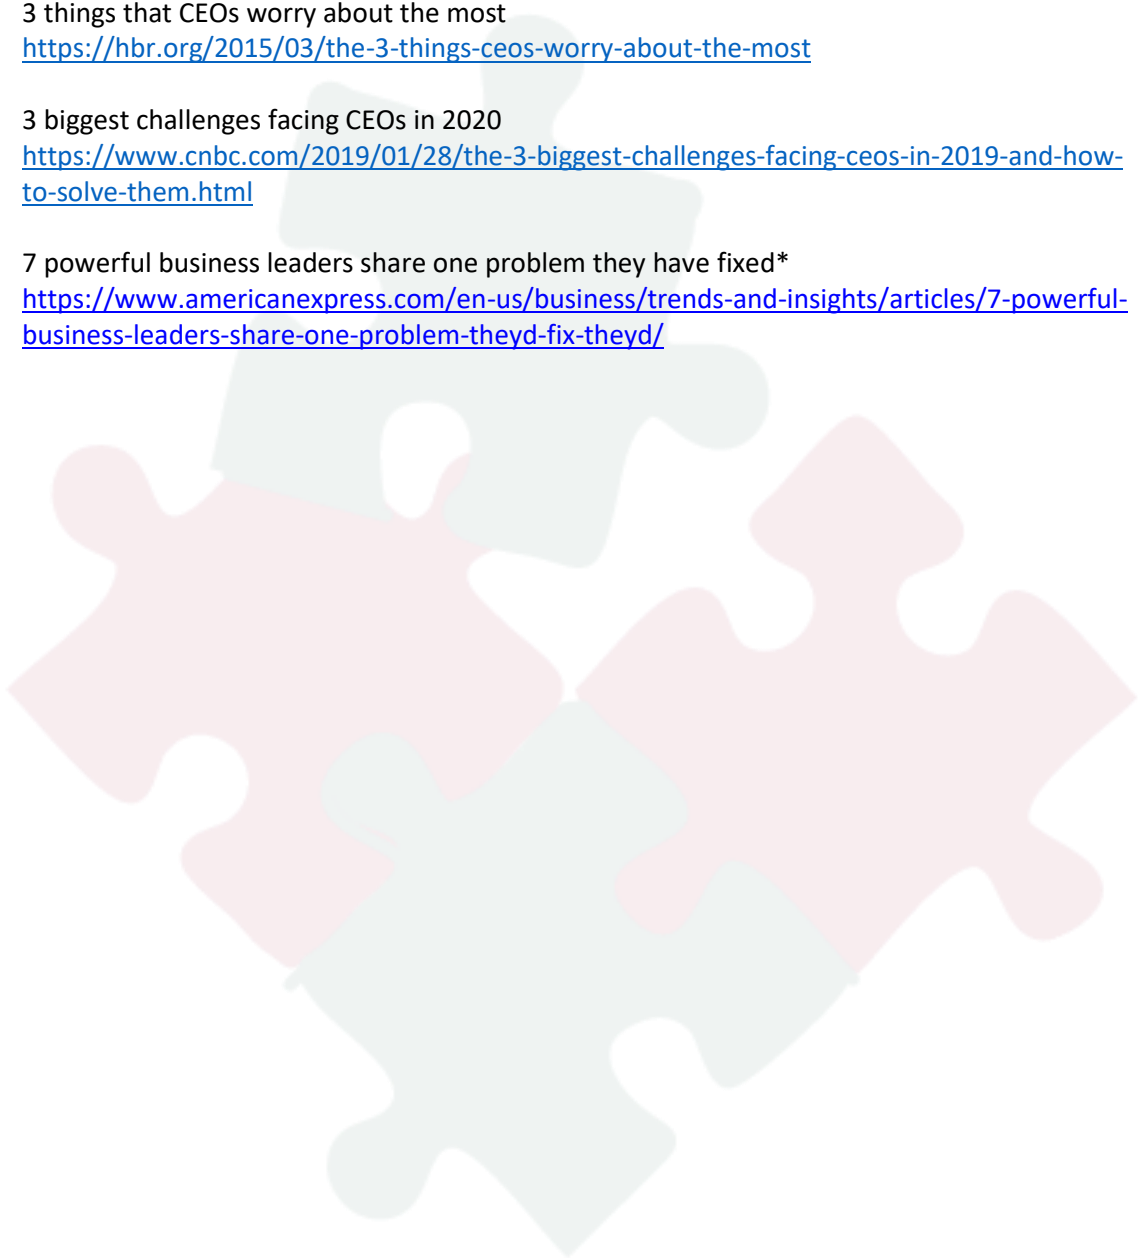 3 things that CEOs worry about the most
https://hbr.org/2015/03/the-3-things-ceos-worry-about-the-most
3 biggest challenges facing CEOs in 2020
https://www.cnbc.com/2019/01/28/the-3-biggest-challenges-facing-ceos-in-2019-and-how-
to-solve-them.html
7 powerful business leaders share one problem they have fixed*
https://www.americanexpress.com/en-us/business/trends-and-insights/articles/7-powerful-
business-leaders-share-one-problem-theyd-fix-theyd/